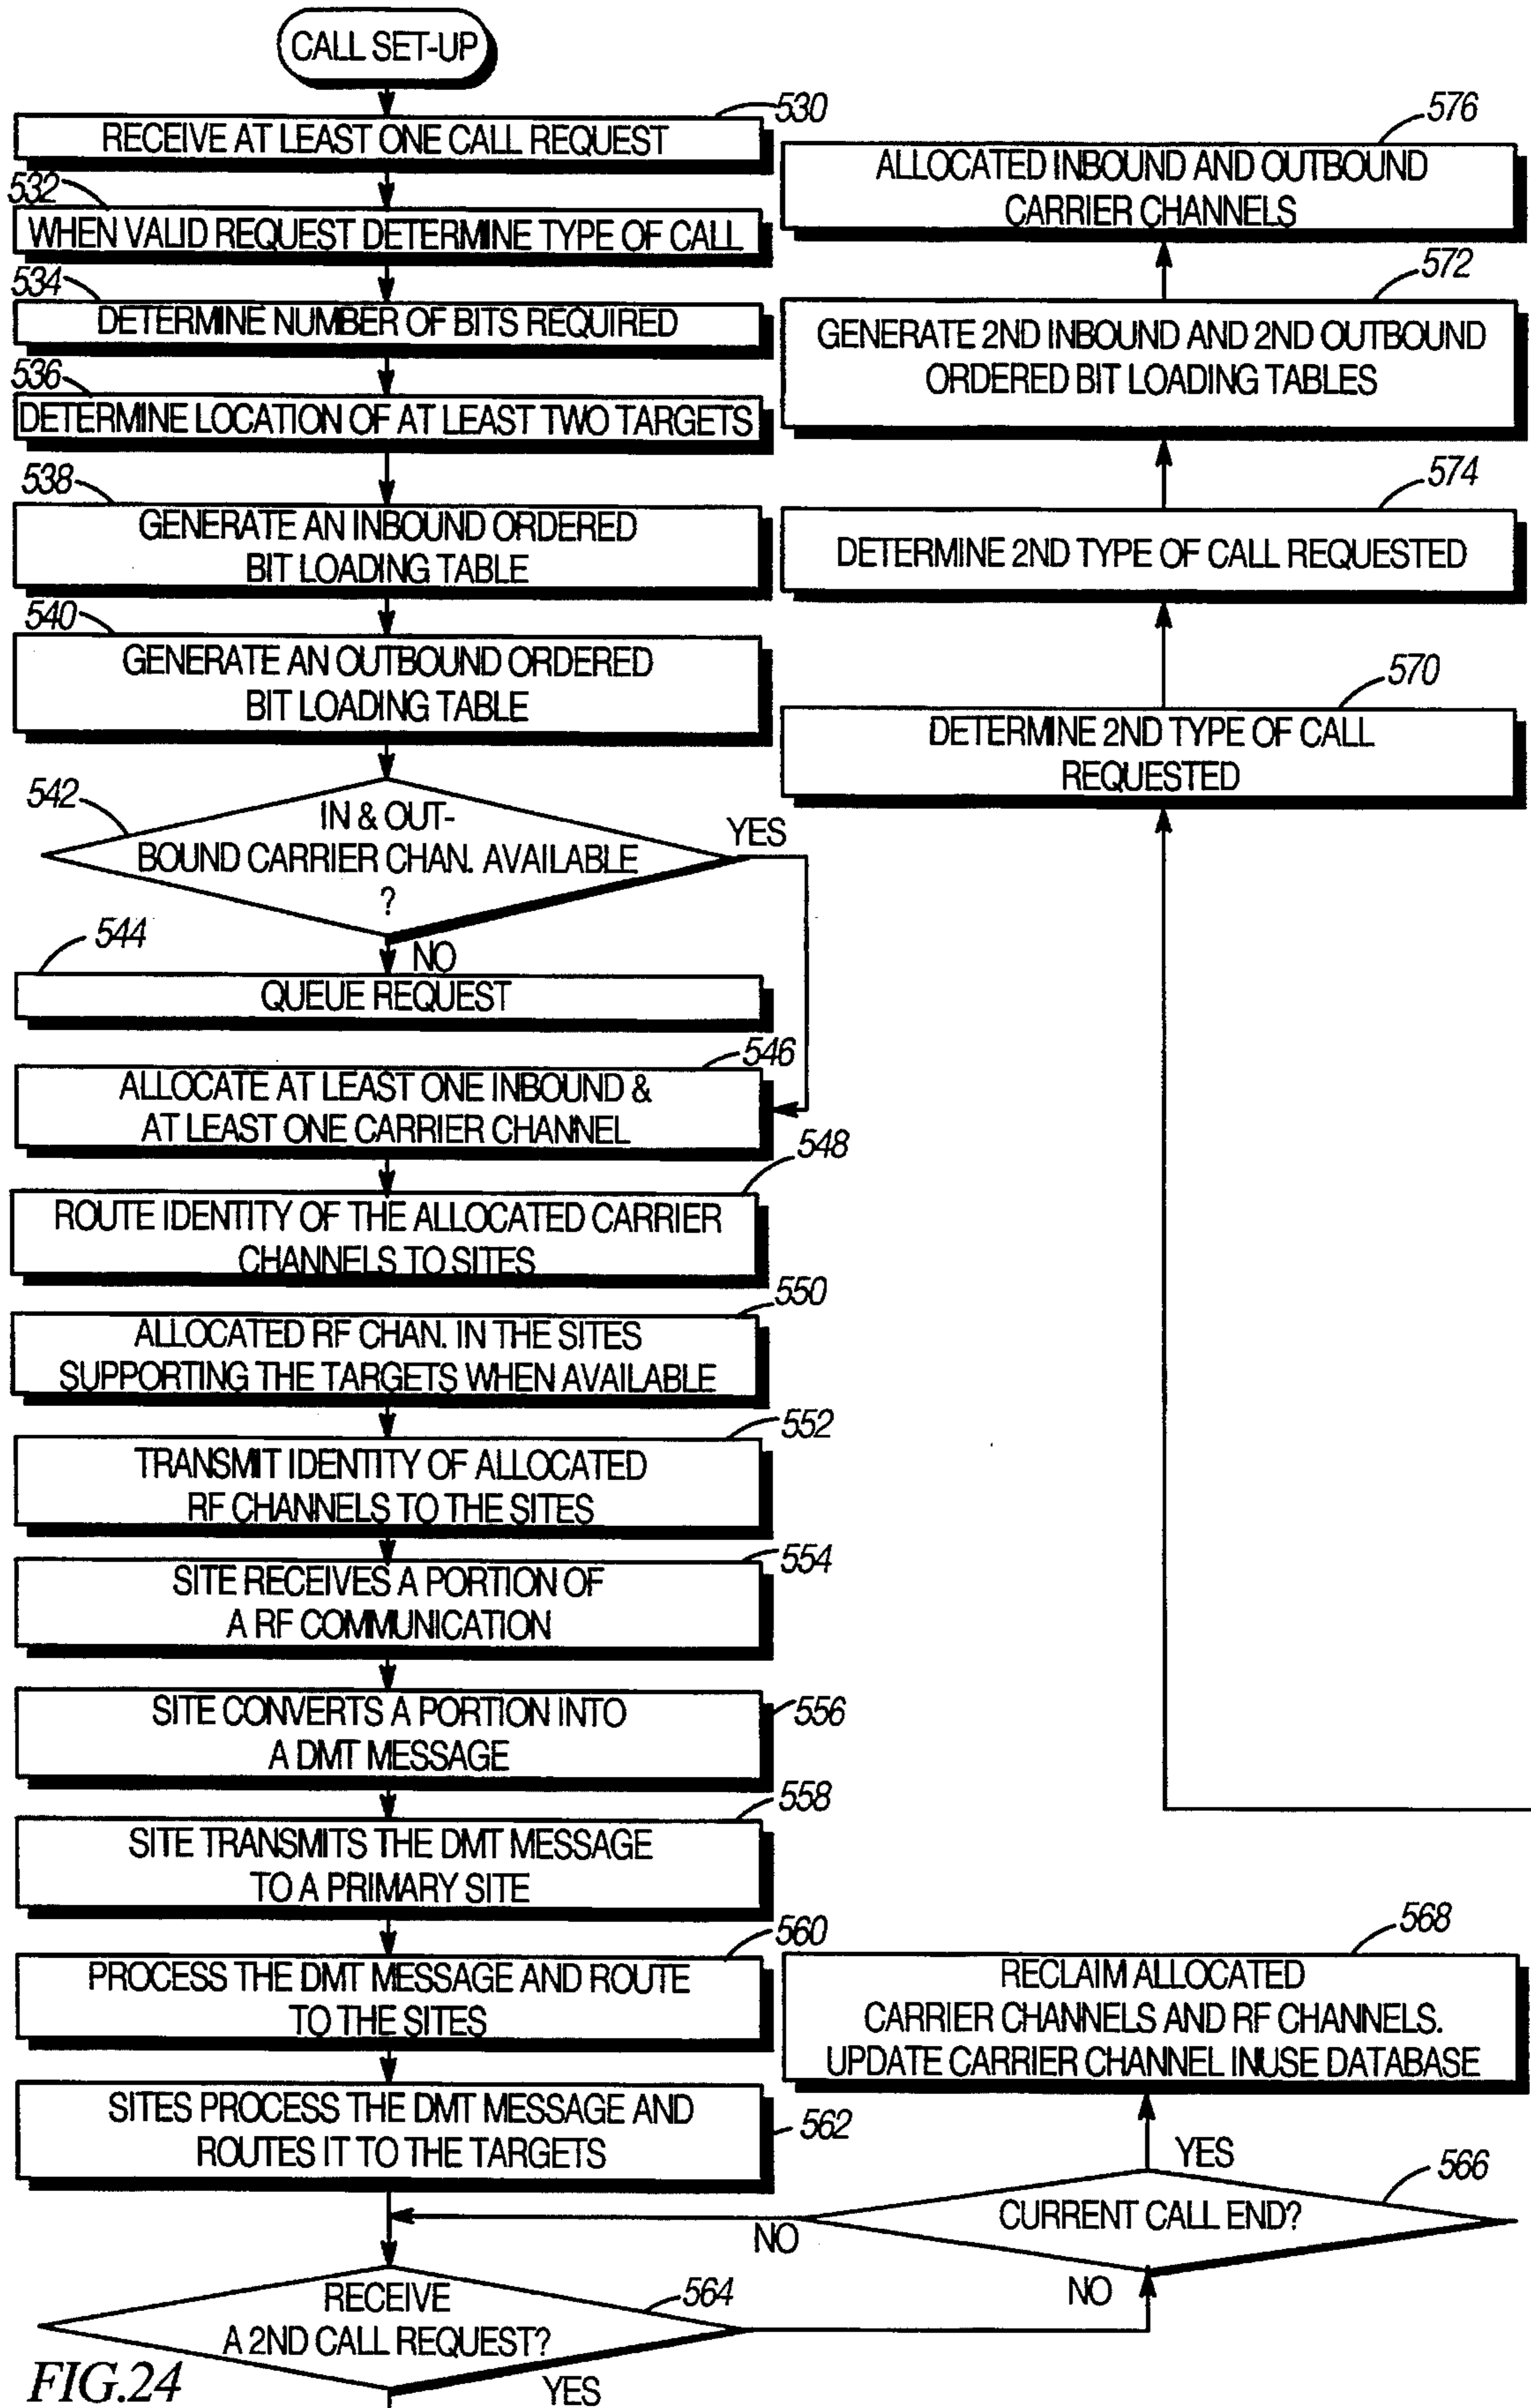 CALL SET-UP
530
RECEIVE AT LEAST ONE CALL REQUEST
532
WHEN VALID REQUEST DETERMINE TYPE OF CALL
534
DETERMINE NUMBER OF BITS REQUIRED
536
DETERMINE LOCATION OF AT LEAST TWO TARGETS
538
GENERATE AN INBOUND ORDERED
BIT LOADING TABLE
540
GENERATE AN OUTBOUND ORDERED
BIT LOADING TABLE
542
IN & OUT-
BOUND CARRIER CHAN. AVAILABLE
?
YES
NO
544
QUEUE REQUEST
546
ALLOCATE AT LEAST ONE INBOUND &
AT LEAST ONE CARRIER CHANNEL
548
ROUTE IDENTITY OF THE ALLOCATED CARRIER
CHANNELS TO SITES
550
ALLOCATED RF CHAN. IN THE SITES
SUPPORTING THE TARGETS WHEN AVAILABLE
552
TRANSMIT IDENTITY OF ALLOCATED
RF CHANNELS TO THE SITES
554
SITE RECEIVES A PORTION OF
A RF COMMUNICATION
556
SITE CONVERTS A PORTION INTO
A DMT MESSAGE
558
SITE TRANSMITS THE DMT MESSAGE
TO A PRIMARY SITE
560
PROCESS THE DMT MESSAGE AND ROUTE
TO THE SITES
562
SITES PROCESS THE DMT MESSAGE AND
ROUTES IT TO THE TARGETS
564
RECEIVE
A 2ND CALL REQUEST?
YES
NO
566
CURRENT CALL END?
NO
YES
568
RECLAIM ALLOCATED
CARRIER CHANNELS AND RF CHANNELS.
UPDATE CARRIER CHANNEL INUSE DATABASE
570
DETERMINE 2ND TYPE OF CALL
REQUESTED
574
DETERMINE 2ND TYPE OF CALL REQUESTED
572
GENERATE 2ND INBOUND AND 2ND OUTBOUND
ORDERED BIT LOADING TABLES
576
ALLOCATED INBOUND AND OUTBOUND
CARRIER CHANNELS
FIG.24